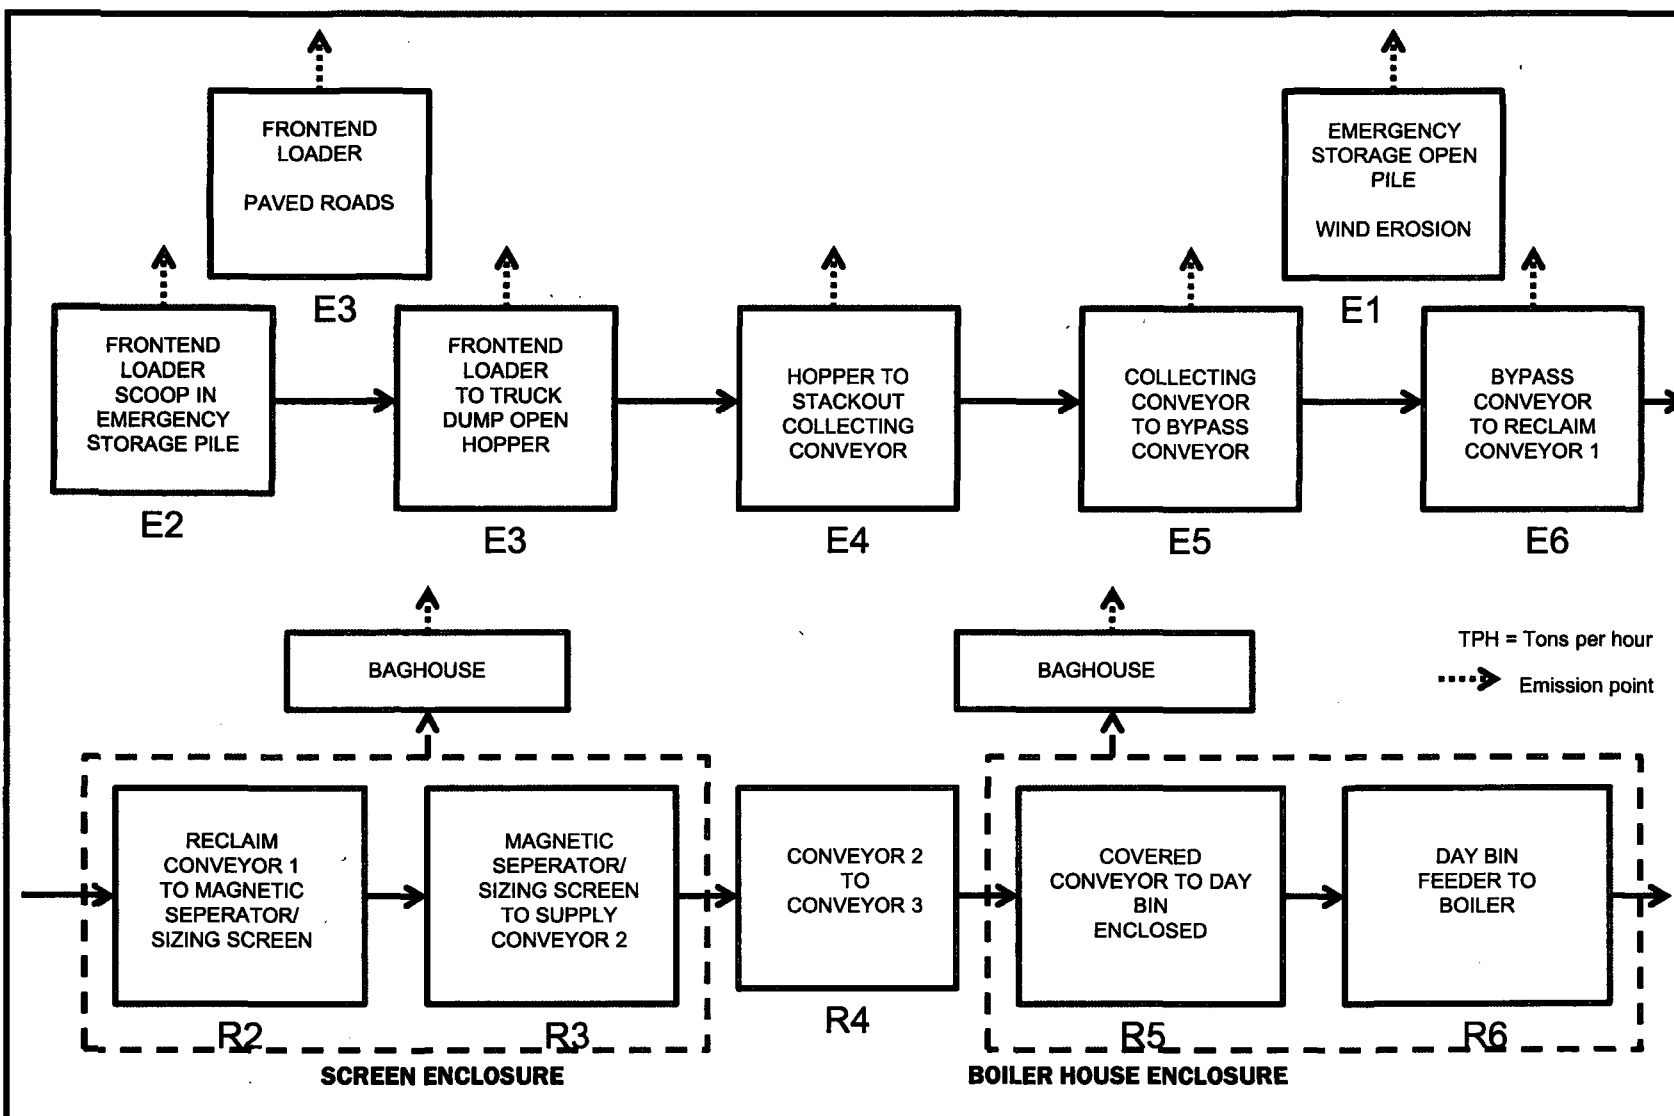 FRONTEND
LOADER
PAVED ROADS
E3
EMERGENCY
STORAGE OPEN
PILE
WIND EROSION
E1
FRONTEND
LOADER
SCOOP IN
EMERGENCY
STORAGE PILE
E2
FRONTEND
LOADER
TO TRUCK
DUMP OPEN
HOPPER
E3
HOPPER TO
STACKOUT
COLLECTING
CONVEYOR
E4
COLLECTING
CONVEYOR
TO BYPASS
CONVEYOR
E5
BYPASS
CONVEYOR
TO RECLAIM
CONVEYOR 1
E6
BAGHOUSE
BAGHOUSE
TPH = Tons per hour
Emission point
RECLAIM
CONVEYOR 1
TO MAGNETIC
SEPERATOR/
SIZING SCREEN
R2
MAGNETIC
SEPERATOR/
SIZING SCREEN
TO SUPPLY
CONVEYOR 2
R3
CONVEYOR 2
TO
CONVEYOR 3
R4
COVERED
CONVEYOR TO DAY
BIN
ENCLOSED
R5
DAY BIN
FEEDER TO
BOILER
R6
SCREEN ENCLOSURE
BOILER HOUSE ENCLOSURE